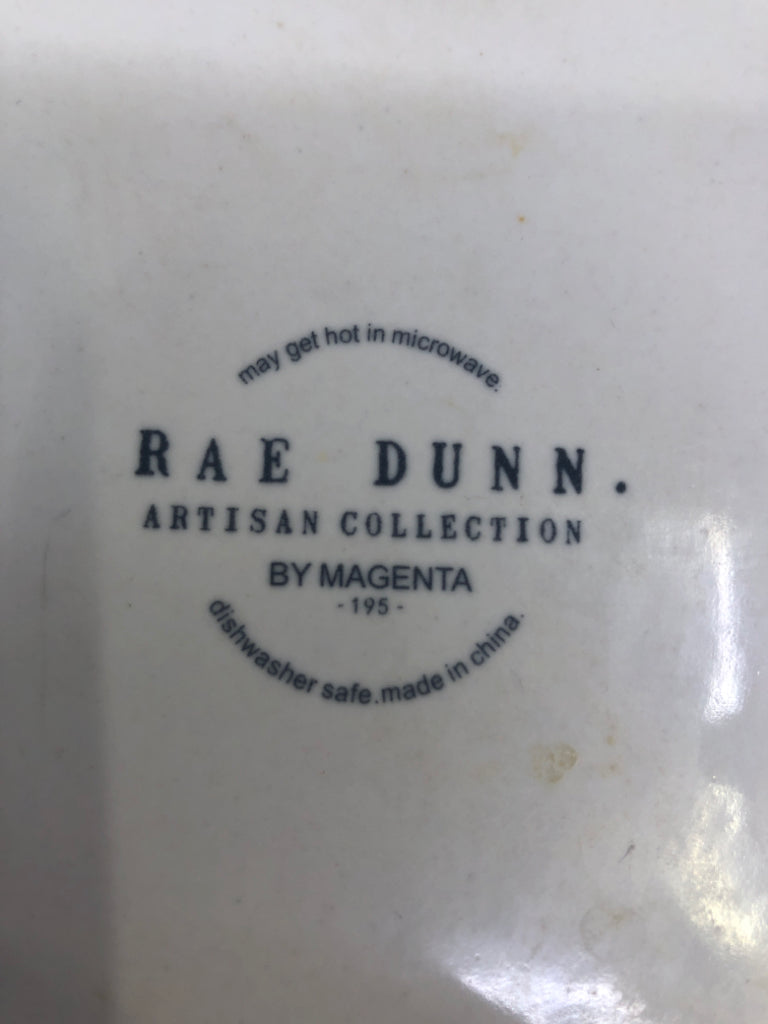 may get hot in microwave.
RAE DUNN.
ARTISAN COLLECTION
BY MAGENTA
- 195 -
dishwasher safe.made in china.